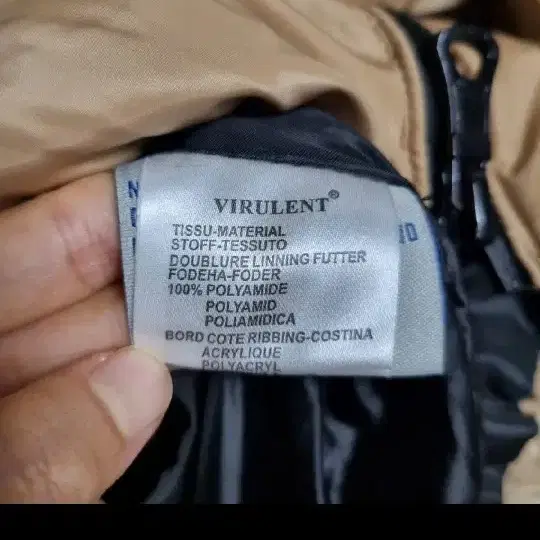 VIRULENT®
TISSU-MATERIAL
STOFF-TESSUTO
DOUBLURE LINNING FUTTER
FODEHA-FODER
100% POLYAMIDE
POLYAMID
POLIAMIDICA
BORD COTE RIBBING-COSTINA
ACRYLIQUE
POLYACRYL